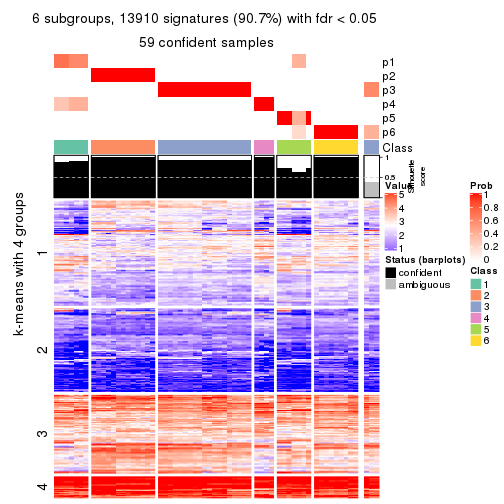 6 subgroups, 13910 signatures (90.7%) with fdr < 0.05
59 confident samples
p1
p2
p3
p4
p5
p6
Class
1
0.5
0
Silhouette
score
k-means with 4 groups
1
2
3
4
Value
5
4
3
2
1
Status (barplots)
confident
ambiguous
Prob
1
0.8
0.6
0.4
0.2
0
Class
1
2
3
4
5
6